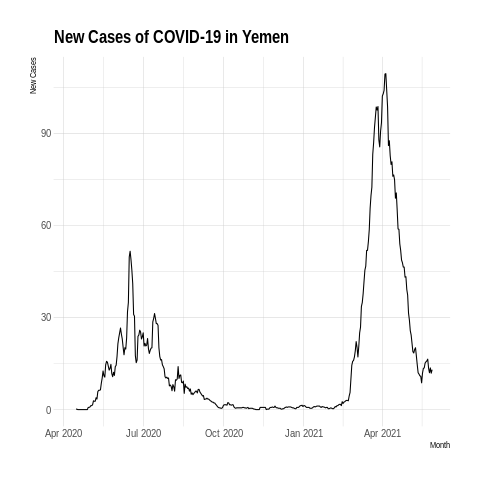 New Cases of COVID-19 in Yemen
New Cases
90
60
30
0
Apr 2020 Jul 2020 Oct 2020 Jan 2021 Apr 2021
Month